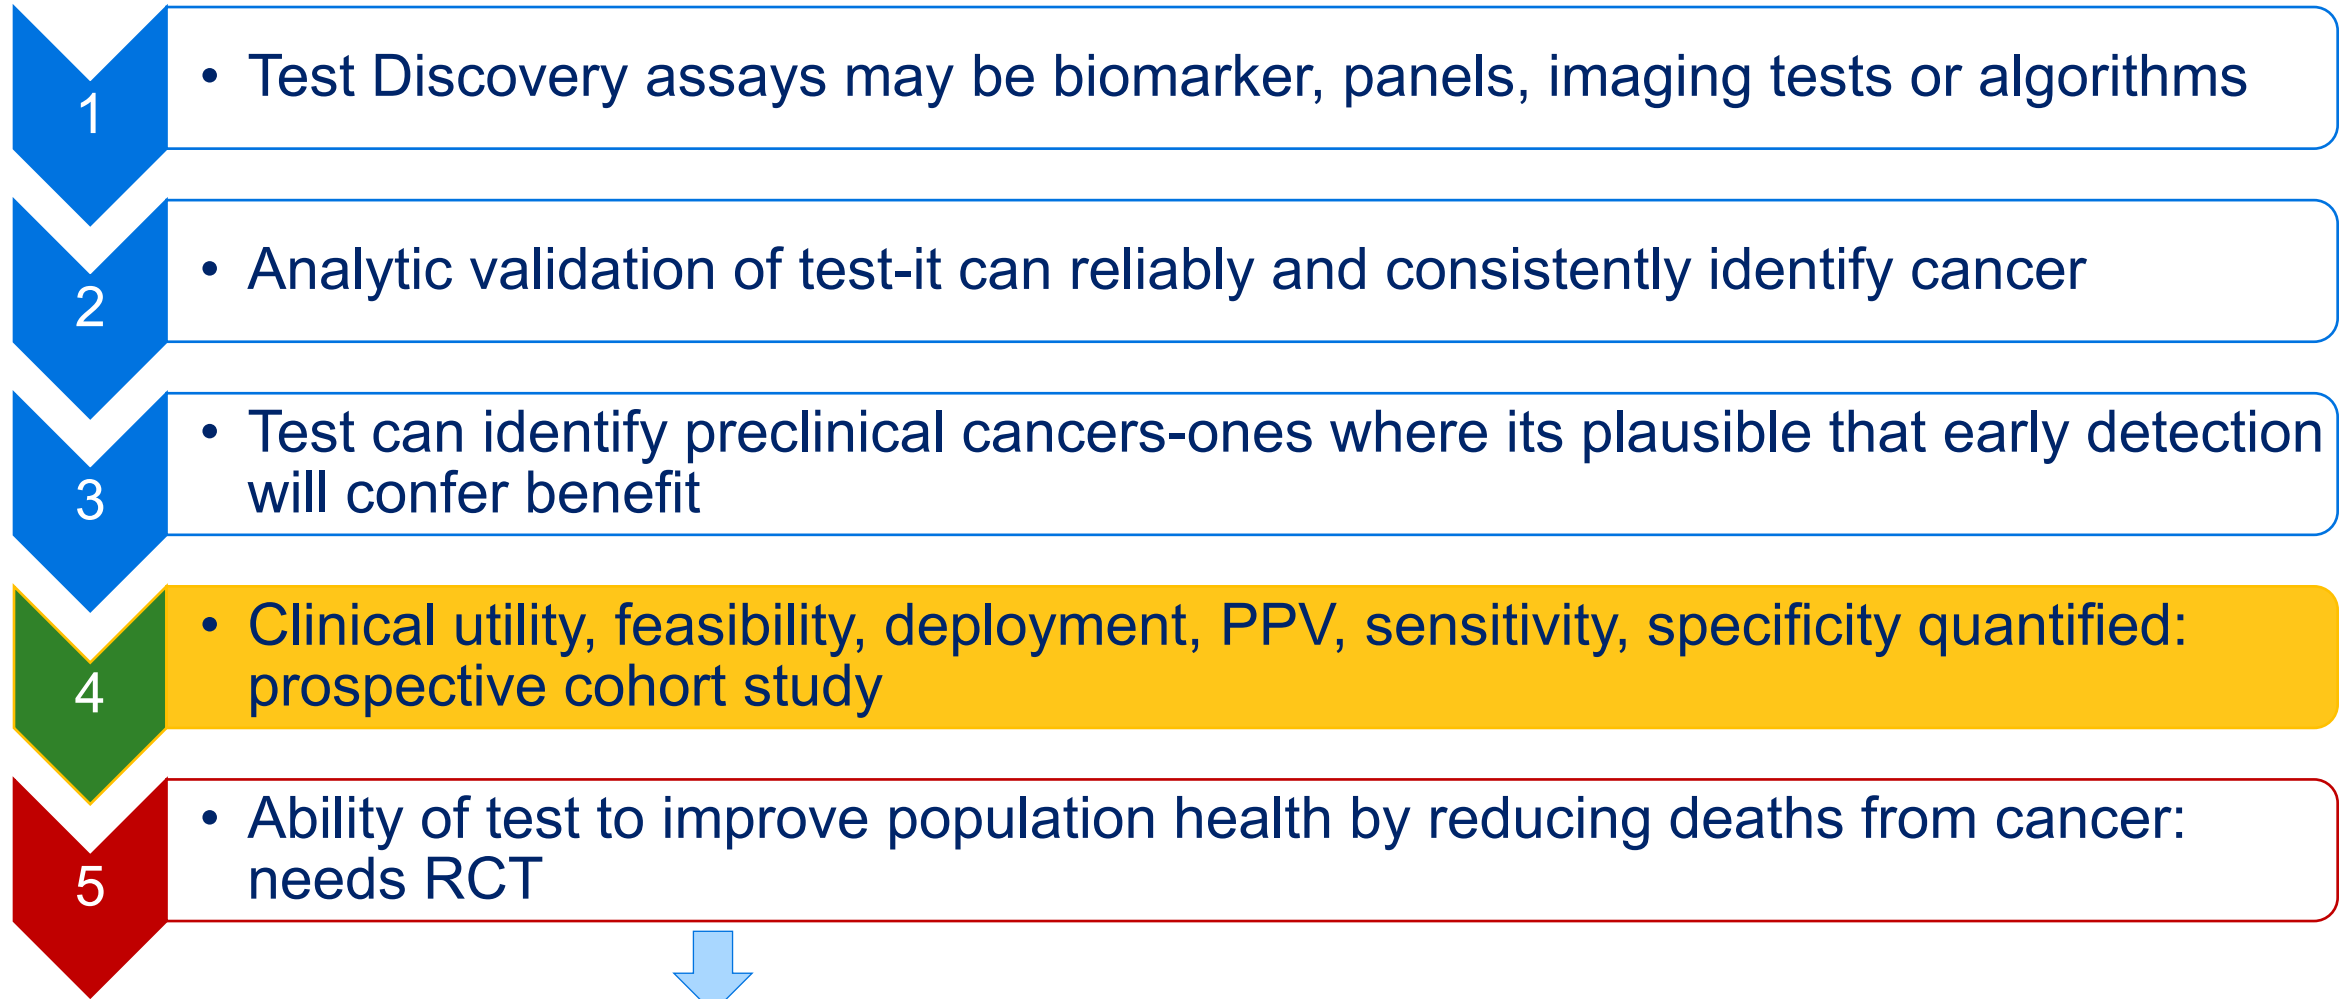 1
• Test Discovery assays may be biomarker, panels, imaging tests or algorithms
2
• Analytic validation of test-it can reliably and consistently identify cancer
3
• Test can identify preclinical cancers-ones where its plausible that early detection
will confer benefit
4
• Clinical utility, feasibility, deployment, PPV, sensitivity, specificity quantified:
prospective cohort study
5
• Ability of test to improve population health by reducing deaths from cancer:
needs RCT